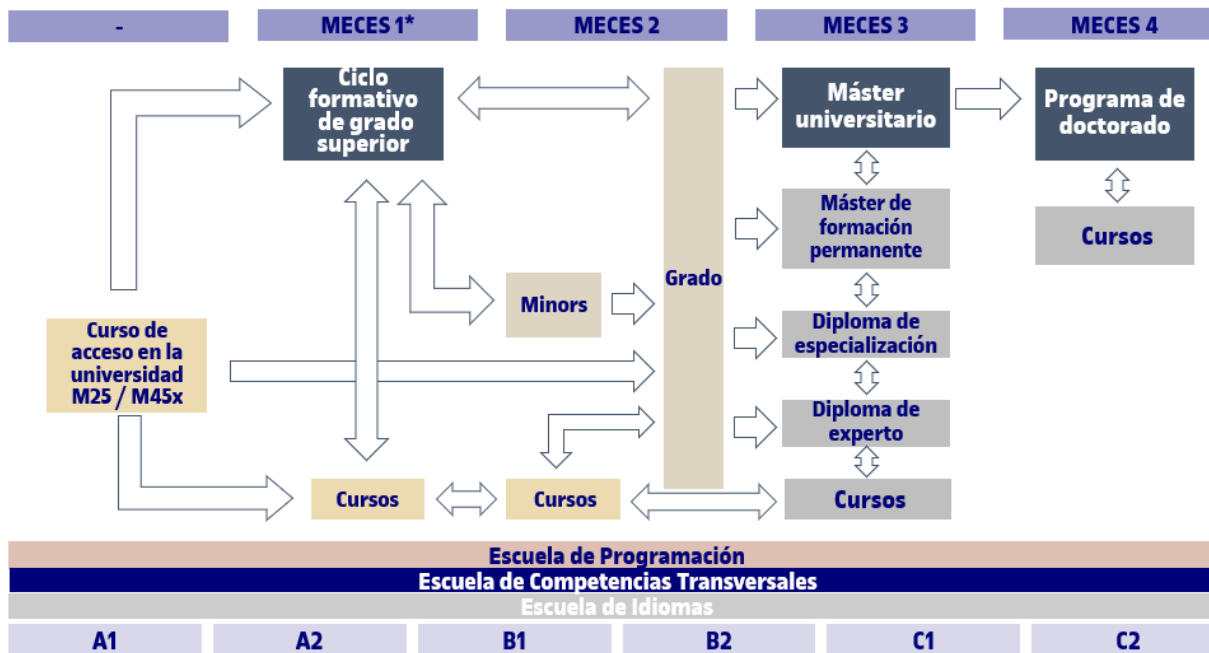 -
MECES 1*
MECES 2
MECES 3
MECES 4
Ciclo
formativo
de grado
superior
Máster
universitario
Programa de
doctorado
Máster de
formación
permanente
Cursos
Grado
Minors
Curso de
acceso en la
universidad
M25 / M45x
Diploma de
especialización
Diploma de
experto
Cursos
Cursos
Cursos
Escuela de Programación
Escuela de Competencias Transversales
Escuela de Idiomas
A1
A2
B1
B2
C1
C2